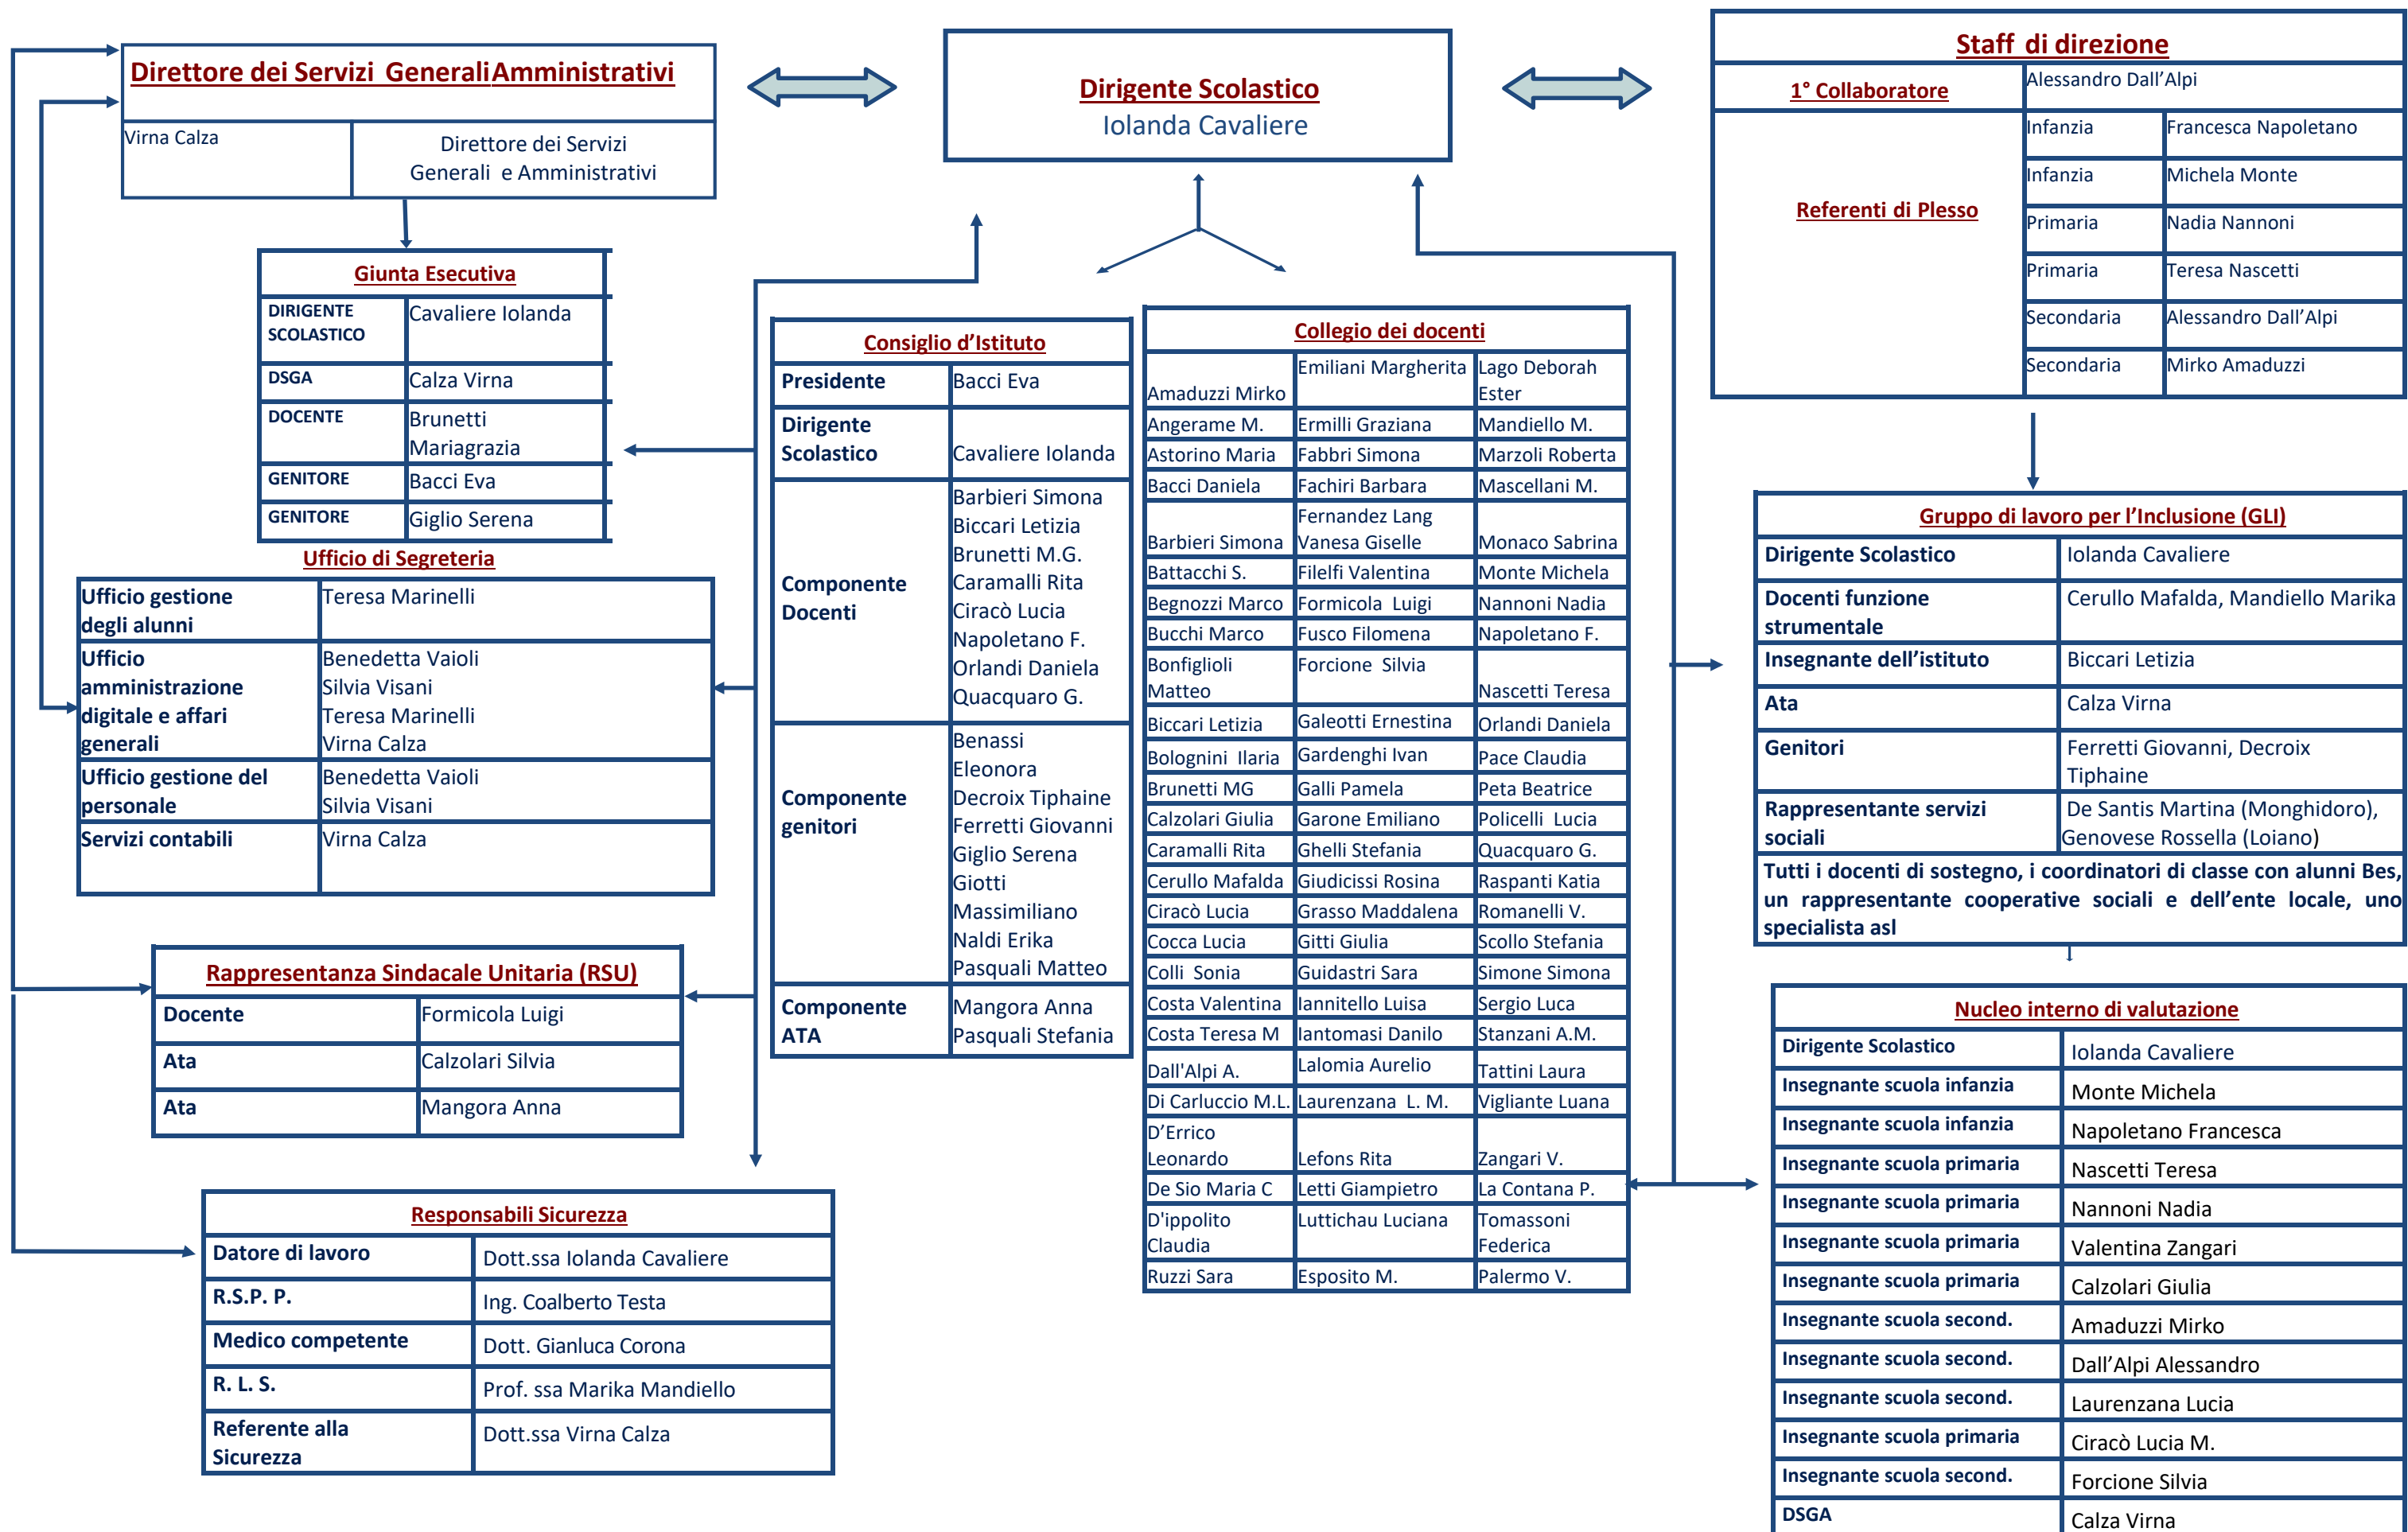 Direttore dei Servizi GeneraliAmministrativi
Virna Calza
Direttore dei Servizi
Generali e Amministrativi
Dirigente Scolastico
Iolanda Cavaliere
Staff di direzione
1° Collaboratore Alessandro Dall'Alpi
Referenti di Plesso
Infanzia Francesca Napoletano
Infanzia Michela Monte
Primaria Nadia Nannoni
Primaria Teresa Nascetti
Secondaria Alessandro Dall'Alpi
Secondaria Mirko Amaduzzi
Giunta Esecutiva
DIRIGENTE Cavaliere Iolanda
SCOLASTICO
DSGA Calza Virna
DOCENTE Brunetti
Mariagrazia
GENITORE Bacci Eva
GENITORE Giglio Serena
Ufficio di Segreteria
Ufficio gestione Teresa Marinelli
degli alunni
Ufficio Benedetta Vaioli
amministrazione Silvia Visani
digitale e affari Teresa Marinelli
generali Virna Calza
Ufficio gestione del Benedetta Vaioli
personale Silvia Visani
Servizi contabili Virna Calza
Rappresentanza Sindacale Unitaria (RSU)
Docente Formicola Luigi
Ata Calzolari Silvia
Ata Mangora Anna
Responsabili Sicurezza
Datore di lavoro Dott.ssa Iolanda Cavaliere
R.S.P. P. Ing. Coalberto Testa
Medico competente Dott. Gianluca Corona
R. L. S. Prof. ssa Marika Mandiello
Referente alla Dott.ssa Virna Calza
Sicurezza
Consiglio d'Istituto
Presidente Bacci Eva
Dirigente
Scolastico Cavaliere Iolanda
Componente
Docenti
Barbieri Simona
Biccari Letizia
Brunetti M.G.
Caramalli Rita
Ciracò Lucia
Napoletano F.
Orlandi Daniela
Quacquaro G.
Componente
genitori
Benassi
Eleonora
Decroix Tiphaine
Ferretti Giovanni
Giglio Serena
Giotti
Massimiliano
Naldi Erika
Pasquali Matteo
Componente Mangora Anna
ATA Pasquali Stefania
Collegio dei docenti
Amaduzzi Mirko Emiliani Margherita Lago Deborah
Ester
Angerame M. Ermilli Graziana Mandiello M.
Astorino Maria Fabbri Simona Marzoli Roberta
Bacci Daniela Fachiri Barbara Mascellani M.
Fernandez Lang
Barbieri Simona Vanesa Giselle Monaco Sabrina
Battacchi S. Filelfi Valentina Monte Michela
Begnozzi Marco Formicola Luigi Nannoni Nadia
Bucchi Marco Fusco Filomena Napoletano F.
Bonfiglioli Forcione Silvia
Matteo Nascetti Teresa
Biccari Letizia Galeotti Ernestina Orlandi Daniela
Bolognini Ilaria Gardenghi Ivan Pace Claudia
Brunetti MG Galli Pamela Peta Beatrice
Calzolari Giulia Garone Emiliano Policelli Lucia
Caramalli Rita Ghelli Stefania Quacquaro G.
Cerullo Mafalda Giudicissi Rosina Raspanti Katia
Ciracò Lucia Grasso Maddalena Romanelli V.
Cocca Lucia Gitti Giulia Scollo Stefania
Colli Sonia Guidastri Sara Simone Simona
Costa Valentina Iannitello Luisa Sergio Luca
Costa Teresa M Iantomasi Danilo Stanzani A.M.
Dall'Alpi A. Lalomia Aurelio Tattini Laura
Di Carluccio M.L. Laurenzana L. M. Vigliante Luana
D'Errico
Leonardo Lefons Rita Zangari V.
De Sio Maria C Letti Giampietro La Contana P.
D'ippolito Luttichau Luciana Tomassoni
Claudia Federica
Ruzzi Sara Esposito M. Palermo V.
Gruppo di lavoro per l'Inclusione (GLI)
Dirigente Scolastico Iolanda Cavaliere
Docenti funzione Cerullo Mafalda, Mandiello Marika
strumentale
Insegnante dell'istituto Biccari Letizia
Ata Calza Virna
Genitori Ferretti Giovanni, Decroix
Tiphaine
Rappresentante servizi De Santis Martina (Monghidoro),
sociali Genovese Rossella (Loiano)
Tutti i docenti di sostegno, i coordinatori di classe con alunni Bes,
un rappresentante cooperative sociali e dell'ente locale, uno
specialista asl
Nucleo interno di valutazione
Dirigente Scolastico Iolanda Cavaliere
Insegnante scuola infanzia Monte Michela
Insegnante scuola infanzia Napoletano Francesca
Insegnante scuola primaria Nascetti Teresa
Insegnante scuola primaria Nannoni Nadia
Insegnante scuola primaria Valentina Zangari
Insegnante scuola primaria Calzolari Giulia
Insegnante scuola second. Amaduzzi Mirko
Insegnante scuola second. Dall'Alpi Alessandro
Insegnante scuola second. Laurenzana Lucia
Insegnante scuola primaria Ciracò Lucia M.
Insegnante scuola second. Forcione Silvia
DSGA Calza Virna